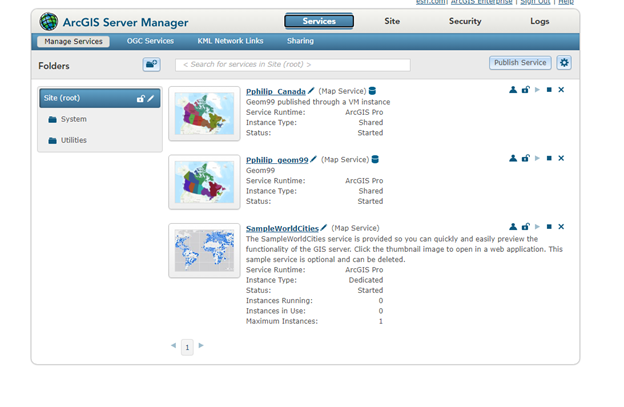 esri.com | ArcGIS Enterprise | Sign Out | Help
ArcGIS Server Manager
Services Site Security Logs
Manage Services OGC Services KML Network Links Sharing
Folders
< Search for services in Site (root) >
Publish Service
Site (root)
System
Utilities
Pphilip_Canada (Map Service)
Geom99 published through a VM instance
Service Runtime: ArcGIS Pro
Instance Type: Shared
Status: Started
Pphilip_geom99 (Map Service)
Geom99
Service Runtime: ArcGIS Pro
Instance Type: Shared
Status: Started
SampleWorldCities (Map Service)
The SampleWorldCities service is provided so you can quickly and easily preview the
functionality of the GIS server. Click the thumbnail image to open in a web application. This
sample service is optional and can be deleted.
Service Runtime: ArcGIS Pro
Instance Type: Dedicated
Status: Started
Instances Running: 0
Instances in Use: 0
Maximum Instances: 1
1